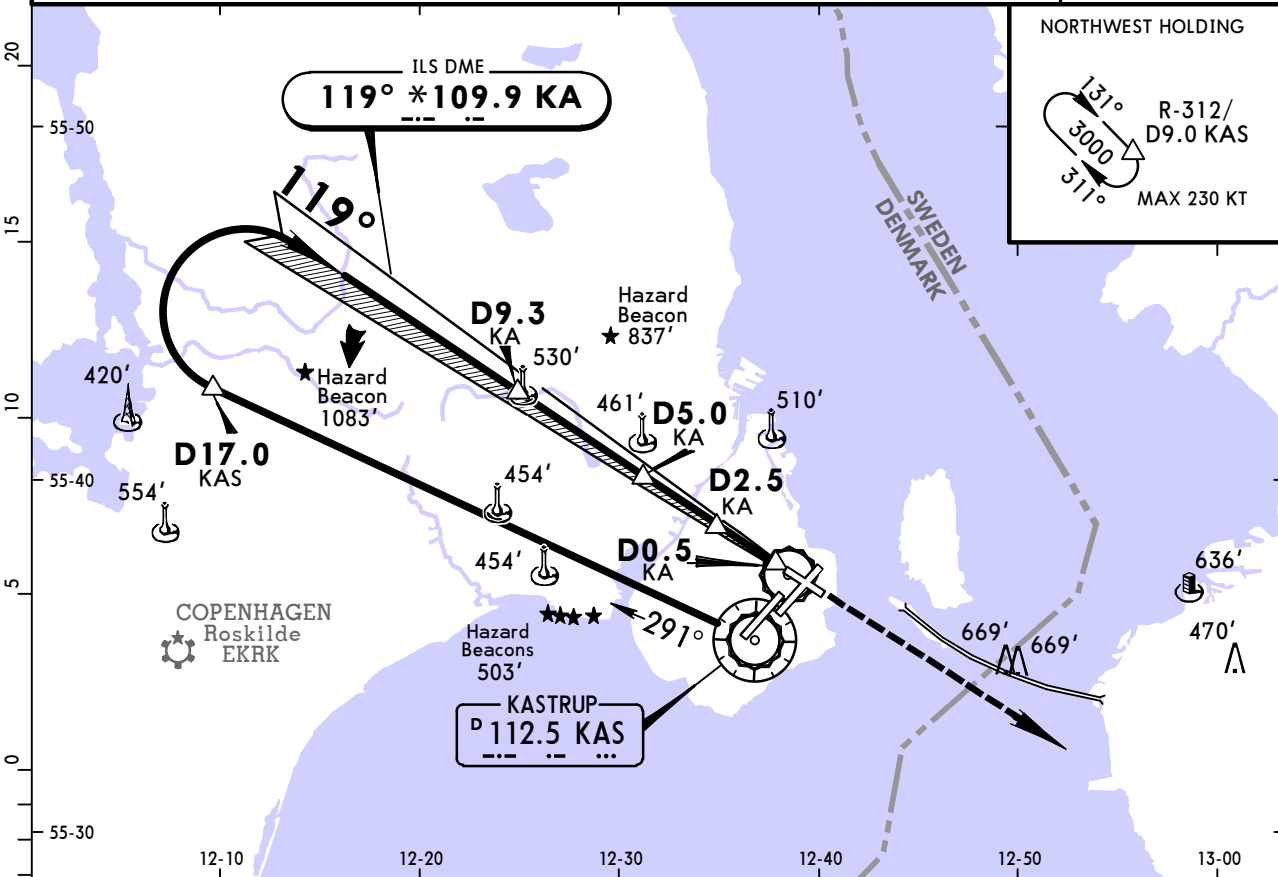 NORTHWEST HOLDING
131°
3000
311°
R-312/
D9.0 KAS
MAX 230 KT
ILS DME
119° *109.9 KA
119°
SWEDEN
DENMARK
D9.3
KA
530'
Hazard
Beacon
837'
Hazard
Beacon
1083'
420'
D17.0
KAS
554'
461'
D5.0
KA
510'
454'
D2.5
KA
454'
D0.5
KA
291°
Hazard
Beacons
503'
COPENHAGEN
Roskilde
EKRK
KASTRUP
D 112.5 KAS
636'
669'
669'
470'
20
15
10
5
0
55-50
55-40
55-30
12-10
12-20
12-30
12-40
12-50
13-00